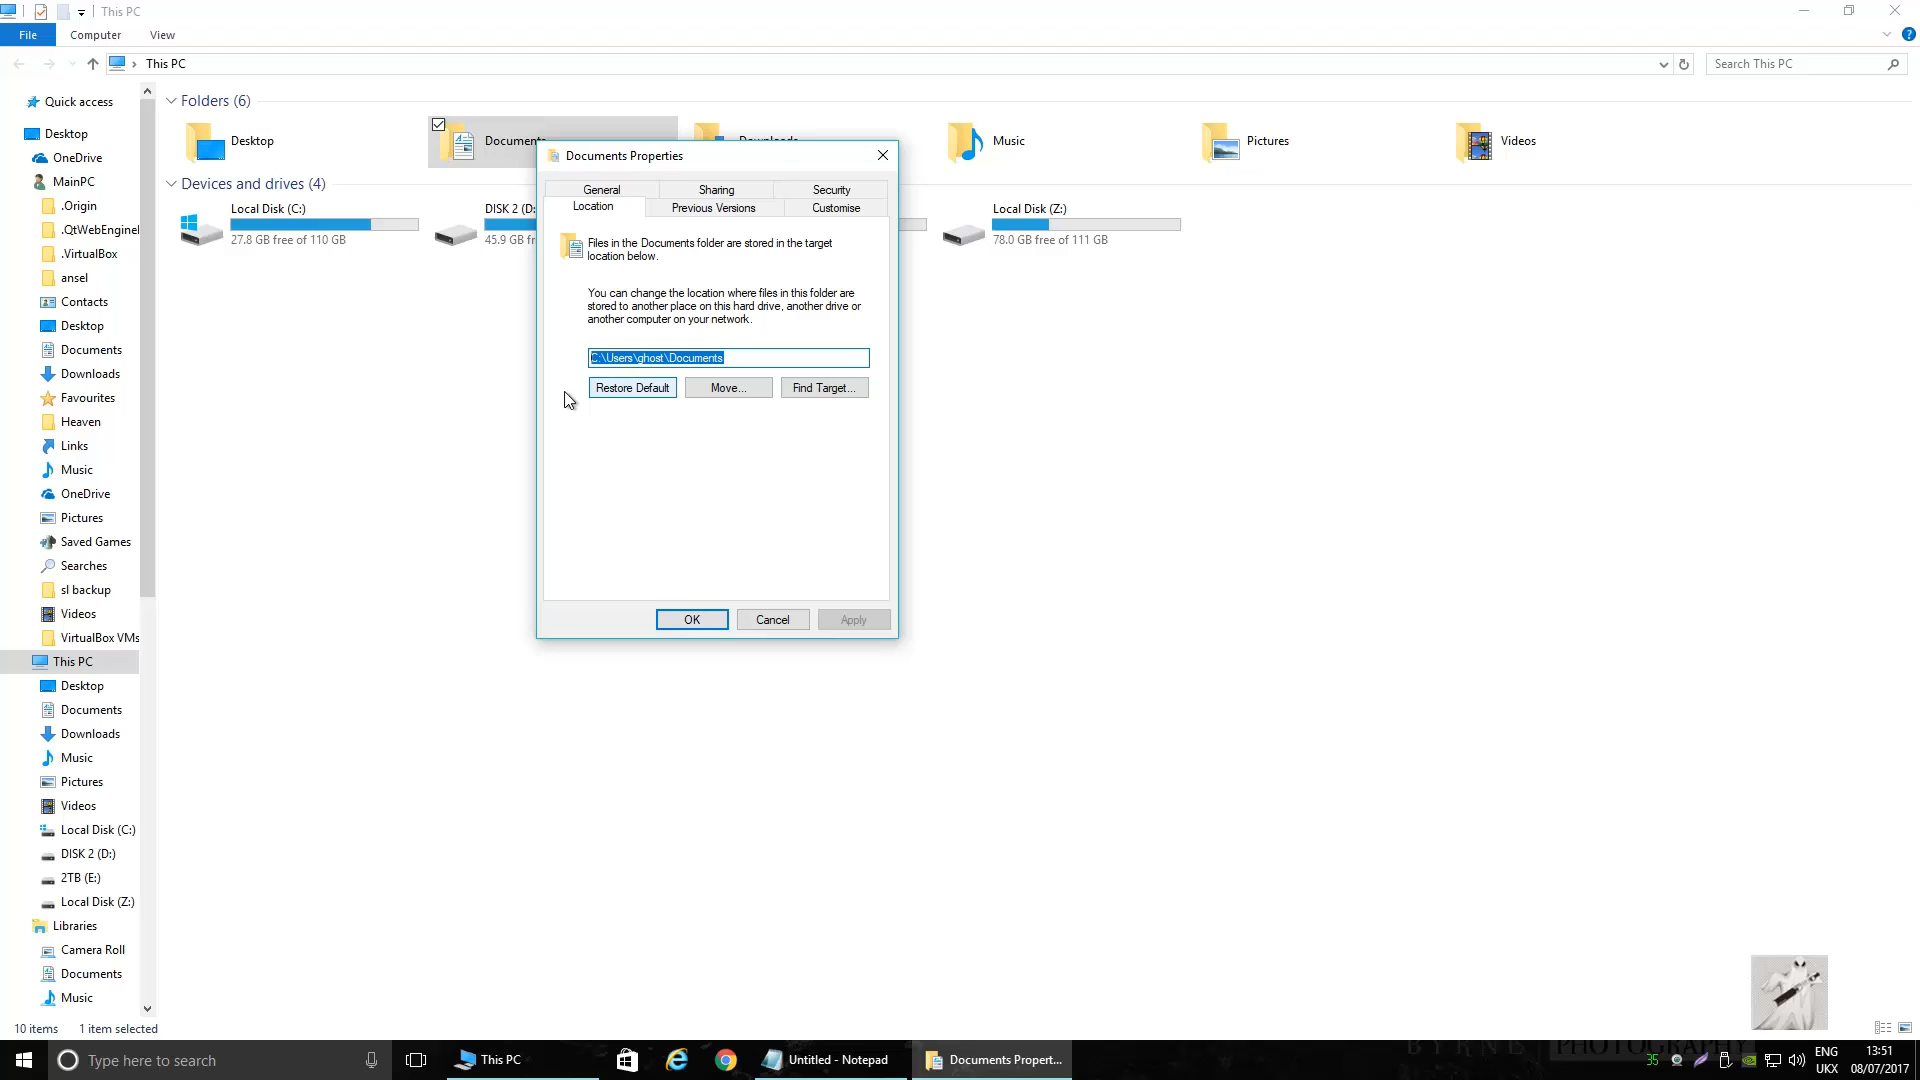 This PC
File
Computer
View
This PC
Search This PC
Quick access
Desktop
OneDrive
MainPC
.Origin
.QtWebEngineI
.VirtualBox
ansel
Contacts
Desktop
Documents
Downloads
Favourites
Heaven
Links
Music
OneDrive
Pictures
Saved Games
Searches
sl backup
Videos
VirtualBox VMs
This PC
Desktop
Documents
Downloads
Music
Pictures
Videos
Local Disk (C:)
DISK 2 (D:)
2TB (E:)
Local Disk (Z:)
Libraries
Camera Roll
Documents
Music
Folders (6)
Desktop
Documents
Downloads
Music
Pictures
Videos
Devices and drives (4)
Local Disk (C:)
27.8 GB free of 110 GB
DISK 2 (D:
45.9 GB fr
Local Disk (Z:)
78.0 GB free of 111 GB
Documents Properties
General
Sharing
Security
Location
Previous Versions
Customise
Files in the Documents folder are stored in the target
location below.
You can change the location where files in this folder are
stored to another place on this hard drive, another drive or
another computer on your network.
C:\Users\ghost\Documents
Restore Default
Move...
Find Target...
OK
Cancel
Apply
10 items
1 item selected
Type here to search
This PC
Untitled - Notepad
Documents Propert...
BYRNE PHOTOGRAPHY
35
ENG
UKX
13:51
08/07/2017